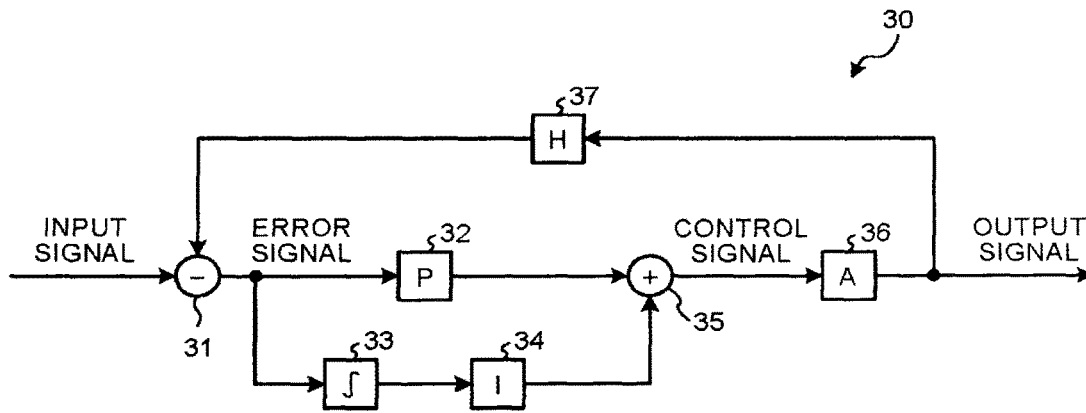 30
37
H
INPUT
SIGNAL
ERROR
SIGNAL
32
CONTROL
SIGNAL
36
OUTPUT
SIGNAL
−
P
+
A
31
35
33
34
∫
I